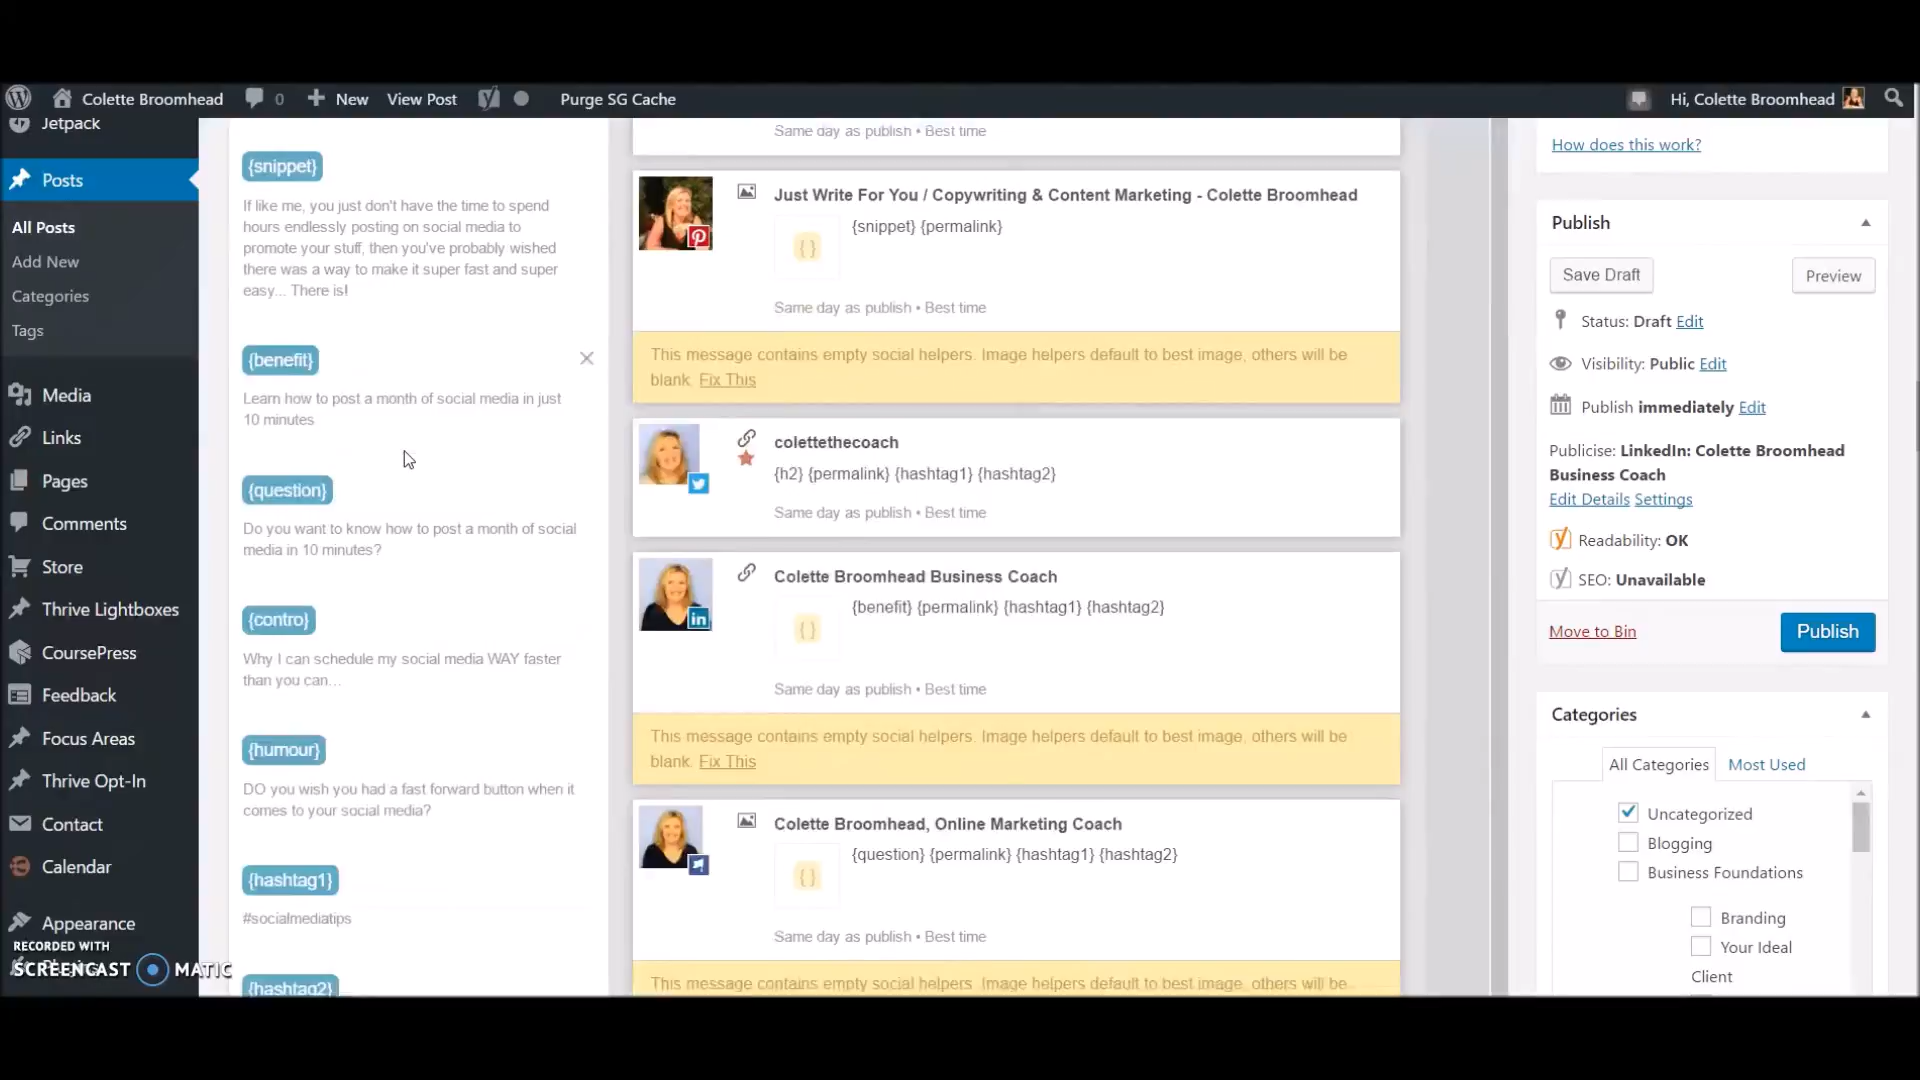 Colette Broomhead 0 New View Post Purge SG Cache Hi, Colette Broomhead
Jetpack
Posts
All Posts
Add New
Categories
Tags
Media
Links
Pages
Comments
Store
Thrive Lightboxes
CoursePress
Feedback
Focus Areas
Thrive Opt-In
Contact
Calendar
Appearance
RECORDED WITH
SCREENCAST MATIC
{snippet}
If like me, you just don't have the time to spend
hours endlessly posting on social media to
promote your stuff, then you've probably wished
there was a way to make it super fast and super
easy... There is!
{benefit}
Learn how to post a month of social media in just
10 minutes
{question}
Do you want to know how to post a month of social
media in 10 minutes?
{contro}
Why I can schedule my social media WAY faster
than you can...
{humour}
DO you wish you had a fast forward button when it
comes to your social media?
{hashtag1}
#socialmediatips
{hashtag2}
Same day as publish • Best time
Just Write For You / Copywriting & Content Marketing - Colette Broomhead
{snippet} {permalink}
{ }
Same day as publish • Best time
This message contains empty social helpers. Image helpers default to best image, others will be
blank. Fix This
colettethecoach
{h2} {permalink} {hashtag1} {hashtag2}
Same day as publish • Best time
Colette Broomhead Business Coach
{benefit} {permalink} {hashtag1} {hashtag2}
{ }
Same day as publish • Best time
This message contains empty social helpers. Image helpers default to best image, others will be
blank. Fix This
Colette Broomhead, Online Marketing Coach
{question} {permalink} {hashtag1} {hashtag2}
{ }
Same day as publish • Best time
This message contains empty social helpers. Image helpers default to best image, others will be
How does this work?
Publish
Save Draft Preview
Status: Draft Edit
Visibility: Public Edit
Publish immediately Edit
Publicise: LinkedIn: Colette Broomhead
Business Coach
Edit Details Settings
Readability: OK
SEO: Unavailable
Move to Bin Publish
Categories
All Categories Most Used
Uncategorized
Blogging
Business Foundations
Branding
Your Ideal
Client